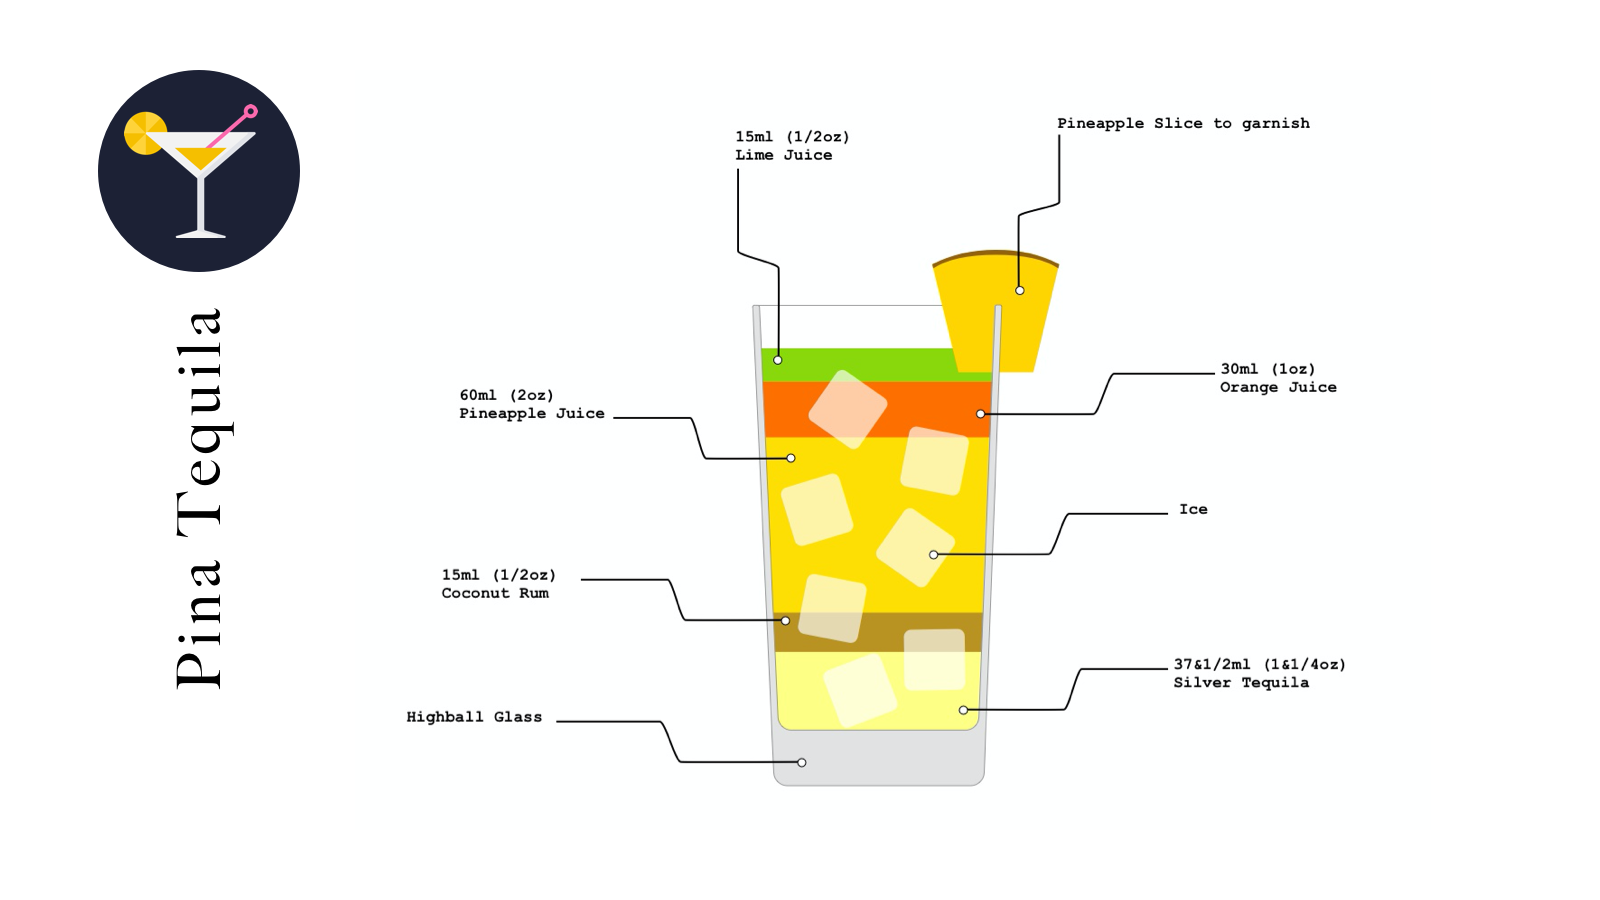 Pina Tequila
15ml (1/2oz)
Lime Juice
Pineapple Slice to garnish
30ml (1oz)
Orange Juice
60ml (2oz)
Pineapple Juice
Ice
15ml (1/2oz)
Coconut Rum
37&1/2ml (1&1/4oz)
Silver Tequila
Highball Glass